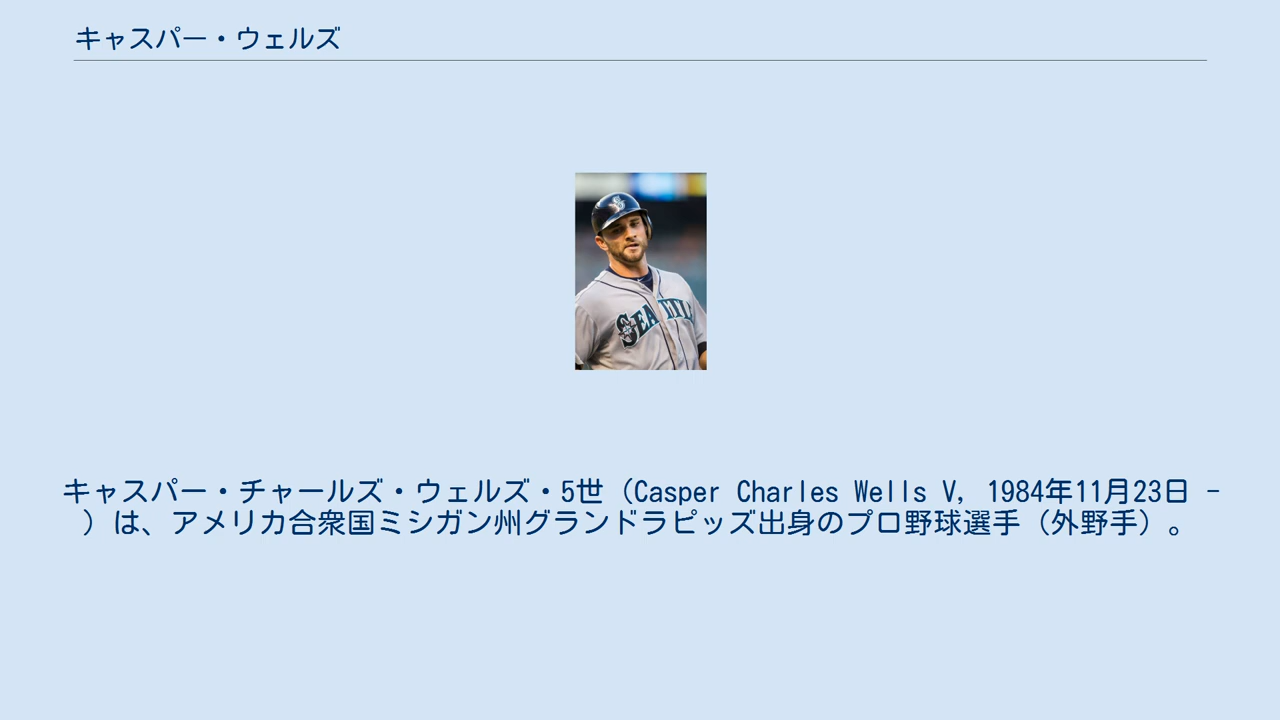 キャスパー・ウェルズ
SEATTLE
キャスパー・チャールズ・ウェルズ・5世（Casper Charles Wells V, 1984年11月23日 -
）は、アメリカ合衆国ミシガン州グランドラピッズ出身のプロ野球選手（外野手）。